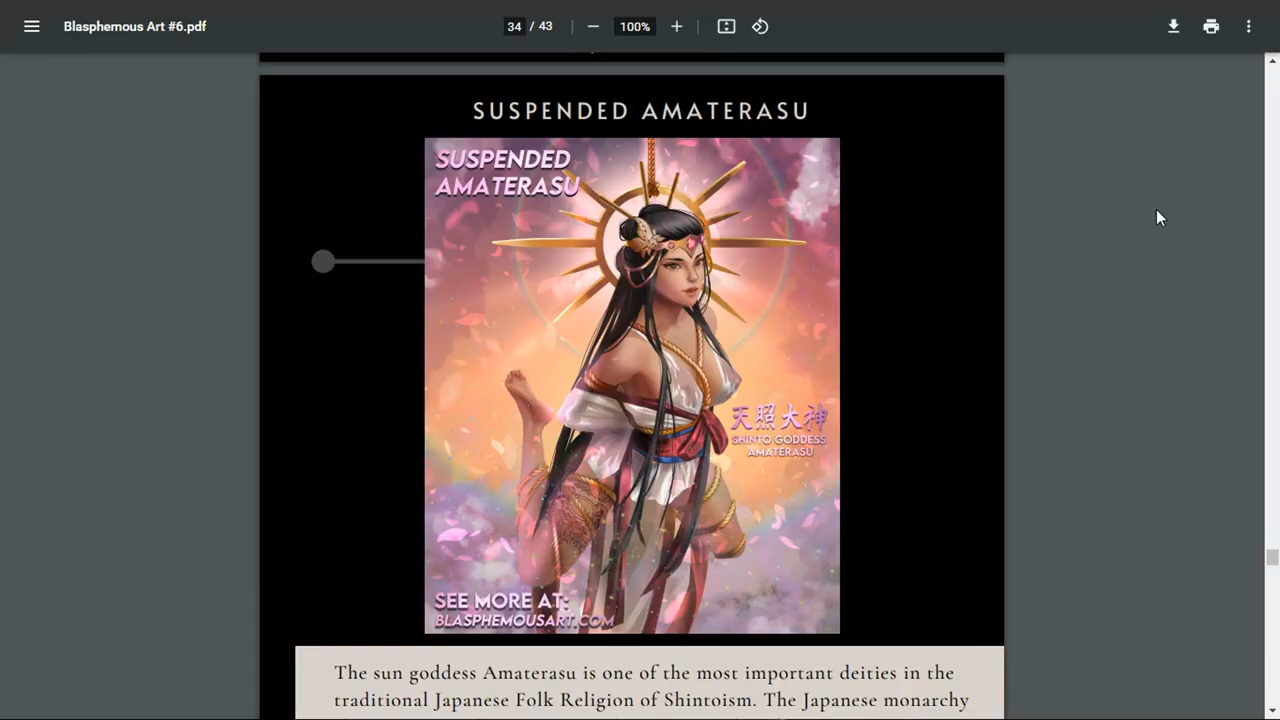 Blasphemous Art #6.pdf
34 / 43
100%
SUSPENDED AMATERASU
SUSPENDED
AMATERASU
天照大神
SHINTO GODDESS
AMATERASU
SEE MORE AT:
BLASPHEMOUSART.COM
The sun goddess Amaterasu is one of the most important deities in the
traditional Japanese Folk Religion of Shintoism. The Japanese monarchy